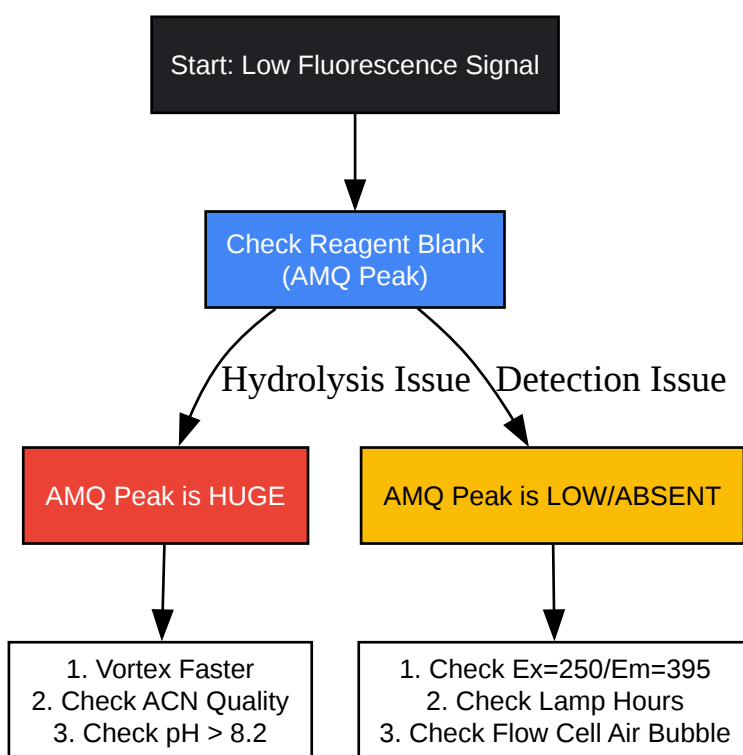 Start: Low Fluorescence Signal
Check Reagent Blank
(AMQ Peak)
Hydrolysis Issue
Detection Issue
AMQ Peak is HUGE
AMQ Peak is LOW/ABSENT
1. Vortex Faster
2. Check ACN Quality
3. Check pH > 8.2
1. Check Ex=250/Em=395
2. Check Lamp Hours
3. Check Flow Cell Air Bubble